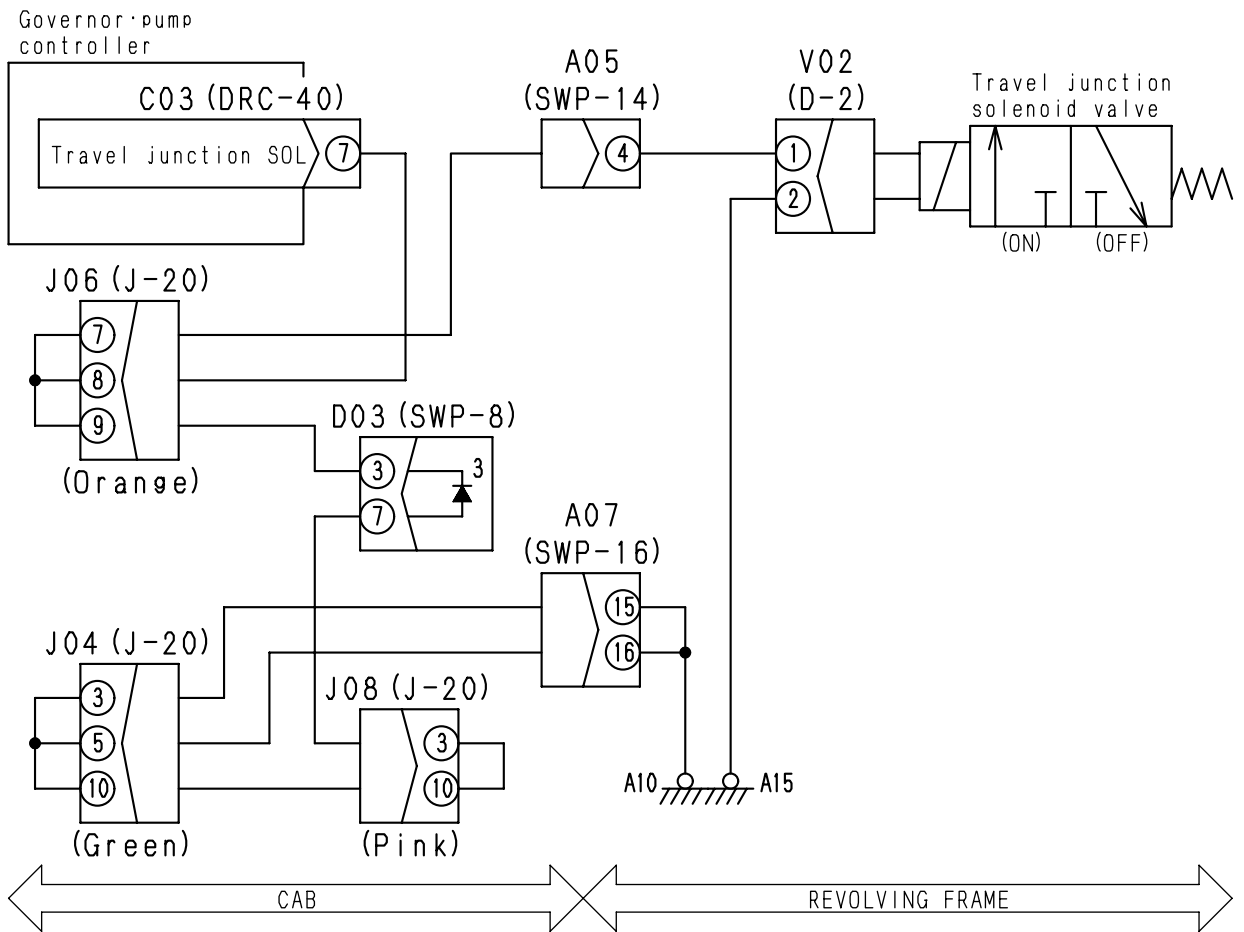 Governor·pump
controller
C03 (DRC-40)
Travel junction SOL
7
A05
(SWP-14)
4
V02
(D-2)
1
2
Travel junction
solenoid valve
(ON)
(OFF)
J06 (J-20)
7
8
9
(Orange)
D03 (SWP-8)
3
7
3
A07
(SWP-16)
15
16
J04 (J-20)
3
5
10
(Green)
J08 (J-20)
3
10
(Pink)
A10
A15
CAB
REVOLVING FRAME